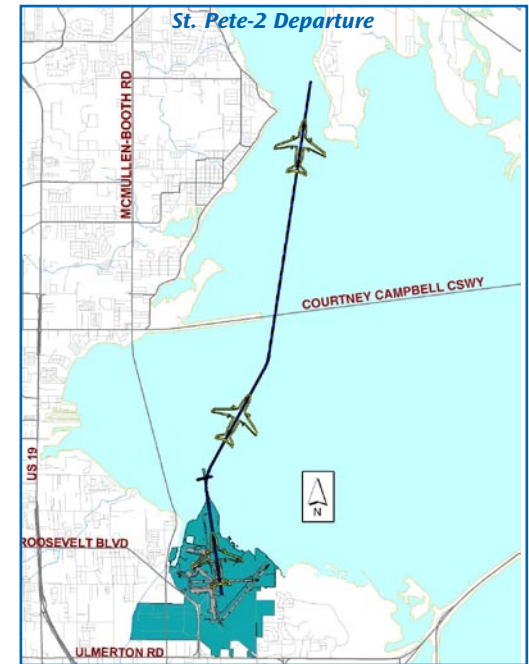 St. Pete-2 Departure
MCMULLEN-BOOTH RD
COURTNEY CAMPBELL CSWY
US 19
N
ROOSEVELT BLVD
ULMERTON RD